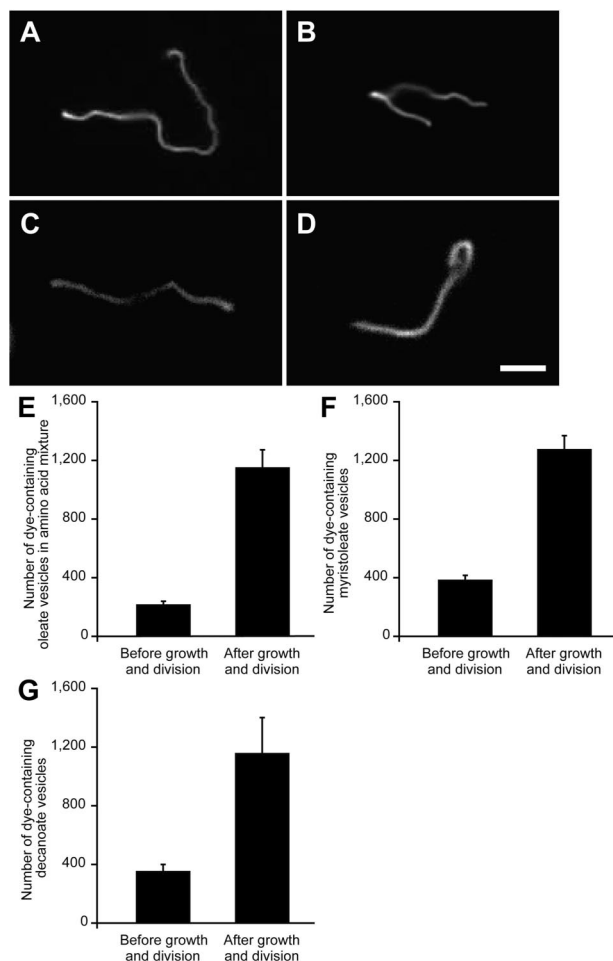 A
B
C
D
E
1,600
1,200
800
400
0
Number of dye-containing
oleate vesicles in amino acid mixture
Before growth
and division
After growth
and division
F
1,600
1,200
800
400
0
Number of dye-containing
myristoleate vesicles
Before growth
and division
After growth
and division
G
1,600
1,200
800
400
0
Number of dye-containing
decanoate vesicles
Before growth
and division
After growth
and division